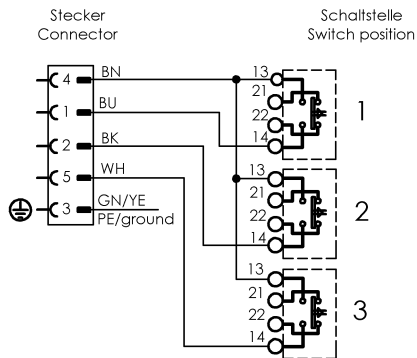 Stecker
Connector
Schaltstelle
Switch position
4 BN
1 BU
2 BK
5 WH
3 GN/YE
PE/ground
13
21
22
14
1
13
21
22
14
2
13
21
22
14
3